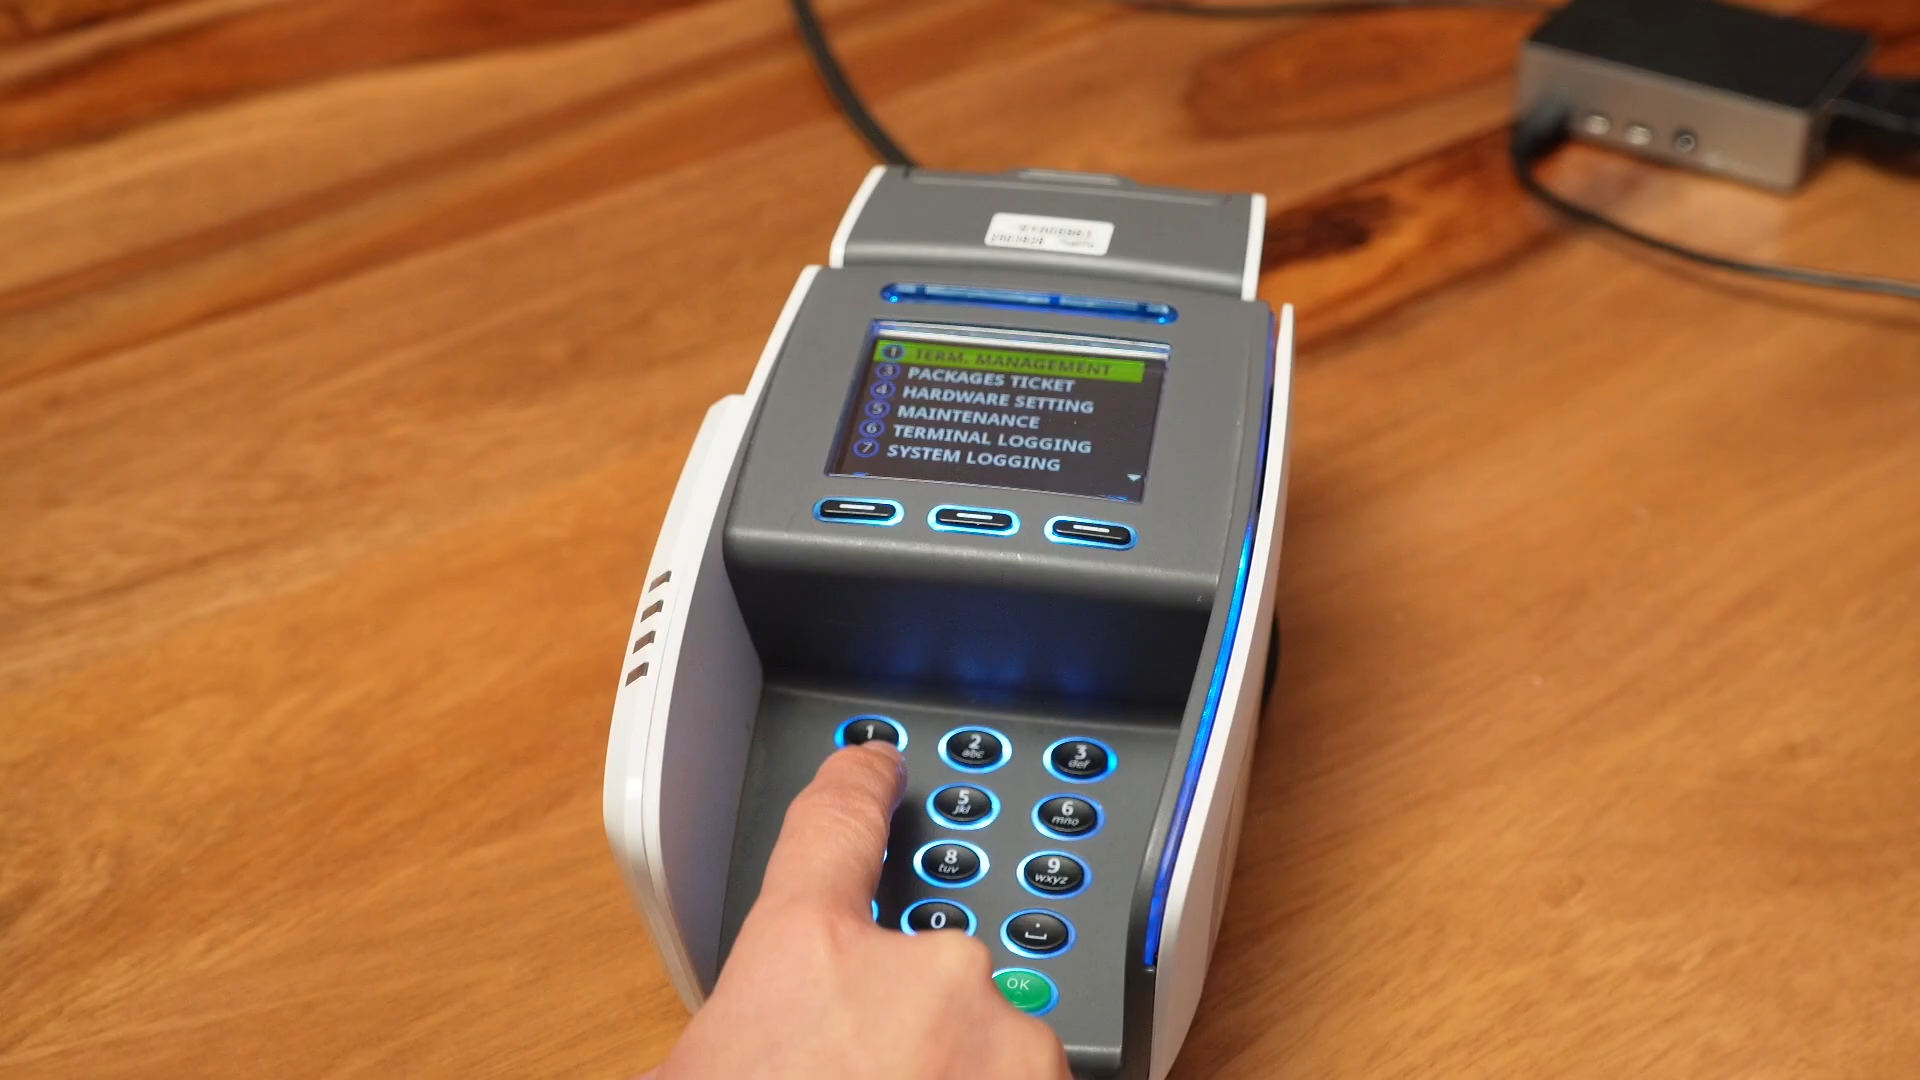 1 TERM. MANAGEMENT
3 PACKAGES TICKET
4 HARDWARE SETTING
5 MAINTENANCE
6 TERMINAL LOGGING
7 SYSTEM LOGGING
1
2 abc
3 def
5 jkl
6 mno
8 tuv
9 wxyz
0
.
OK